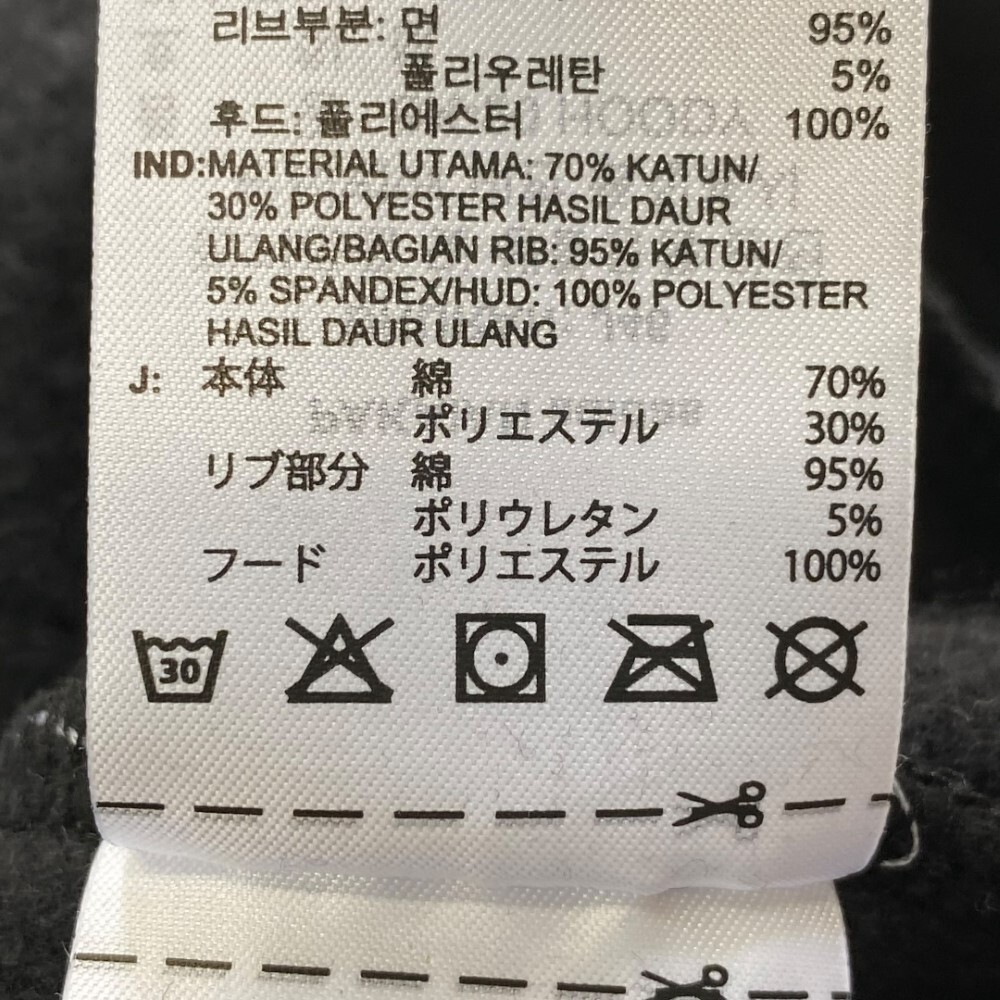 리브부분: 면 95%
폴리우레탄 5%
후드: 폴리에스터 100%
IND:MATERIAL UTAMA: 70% KATUN/
30% POLYESTER HASIL DAUR
ULANG/BAGIAN RIB: 95% KATUN/
5% SPANDEX/HUD: 100% POLYESTER
HASIL DAUR ULANG
J: 本体 綿 70%
ポリエステル 30%
リブ部分 綿 95%
ポリウレタン 5%
フード ポリエステル 100%
30